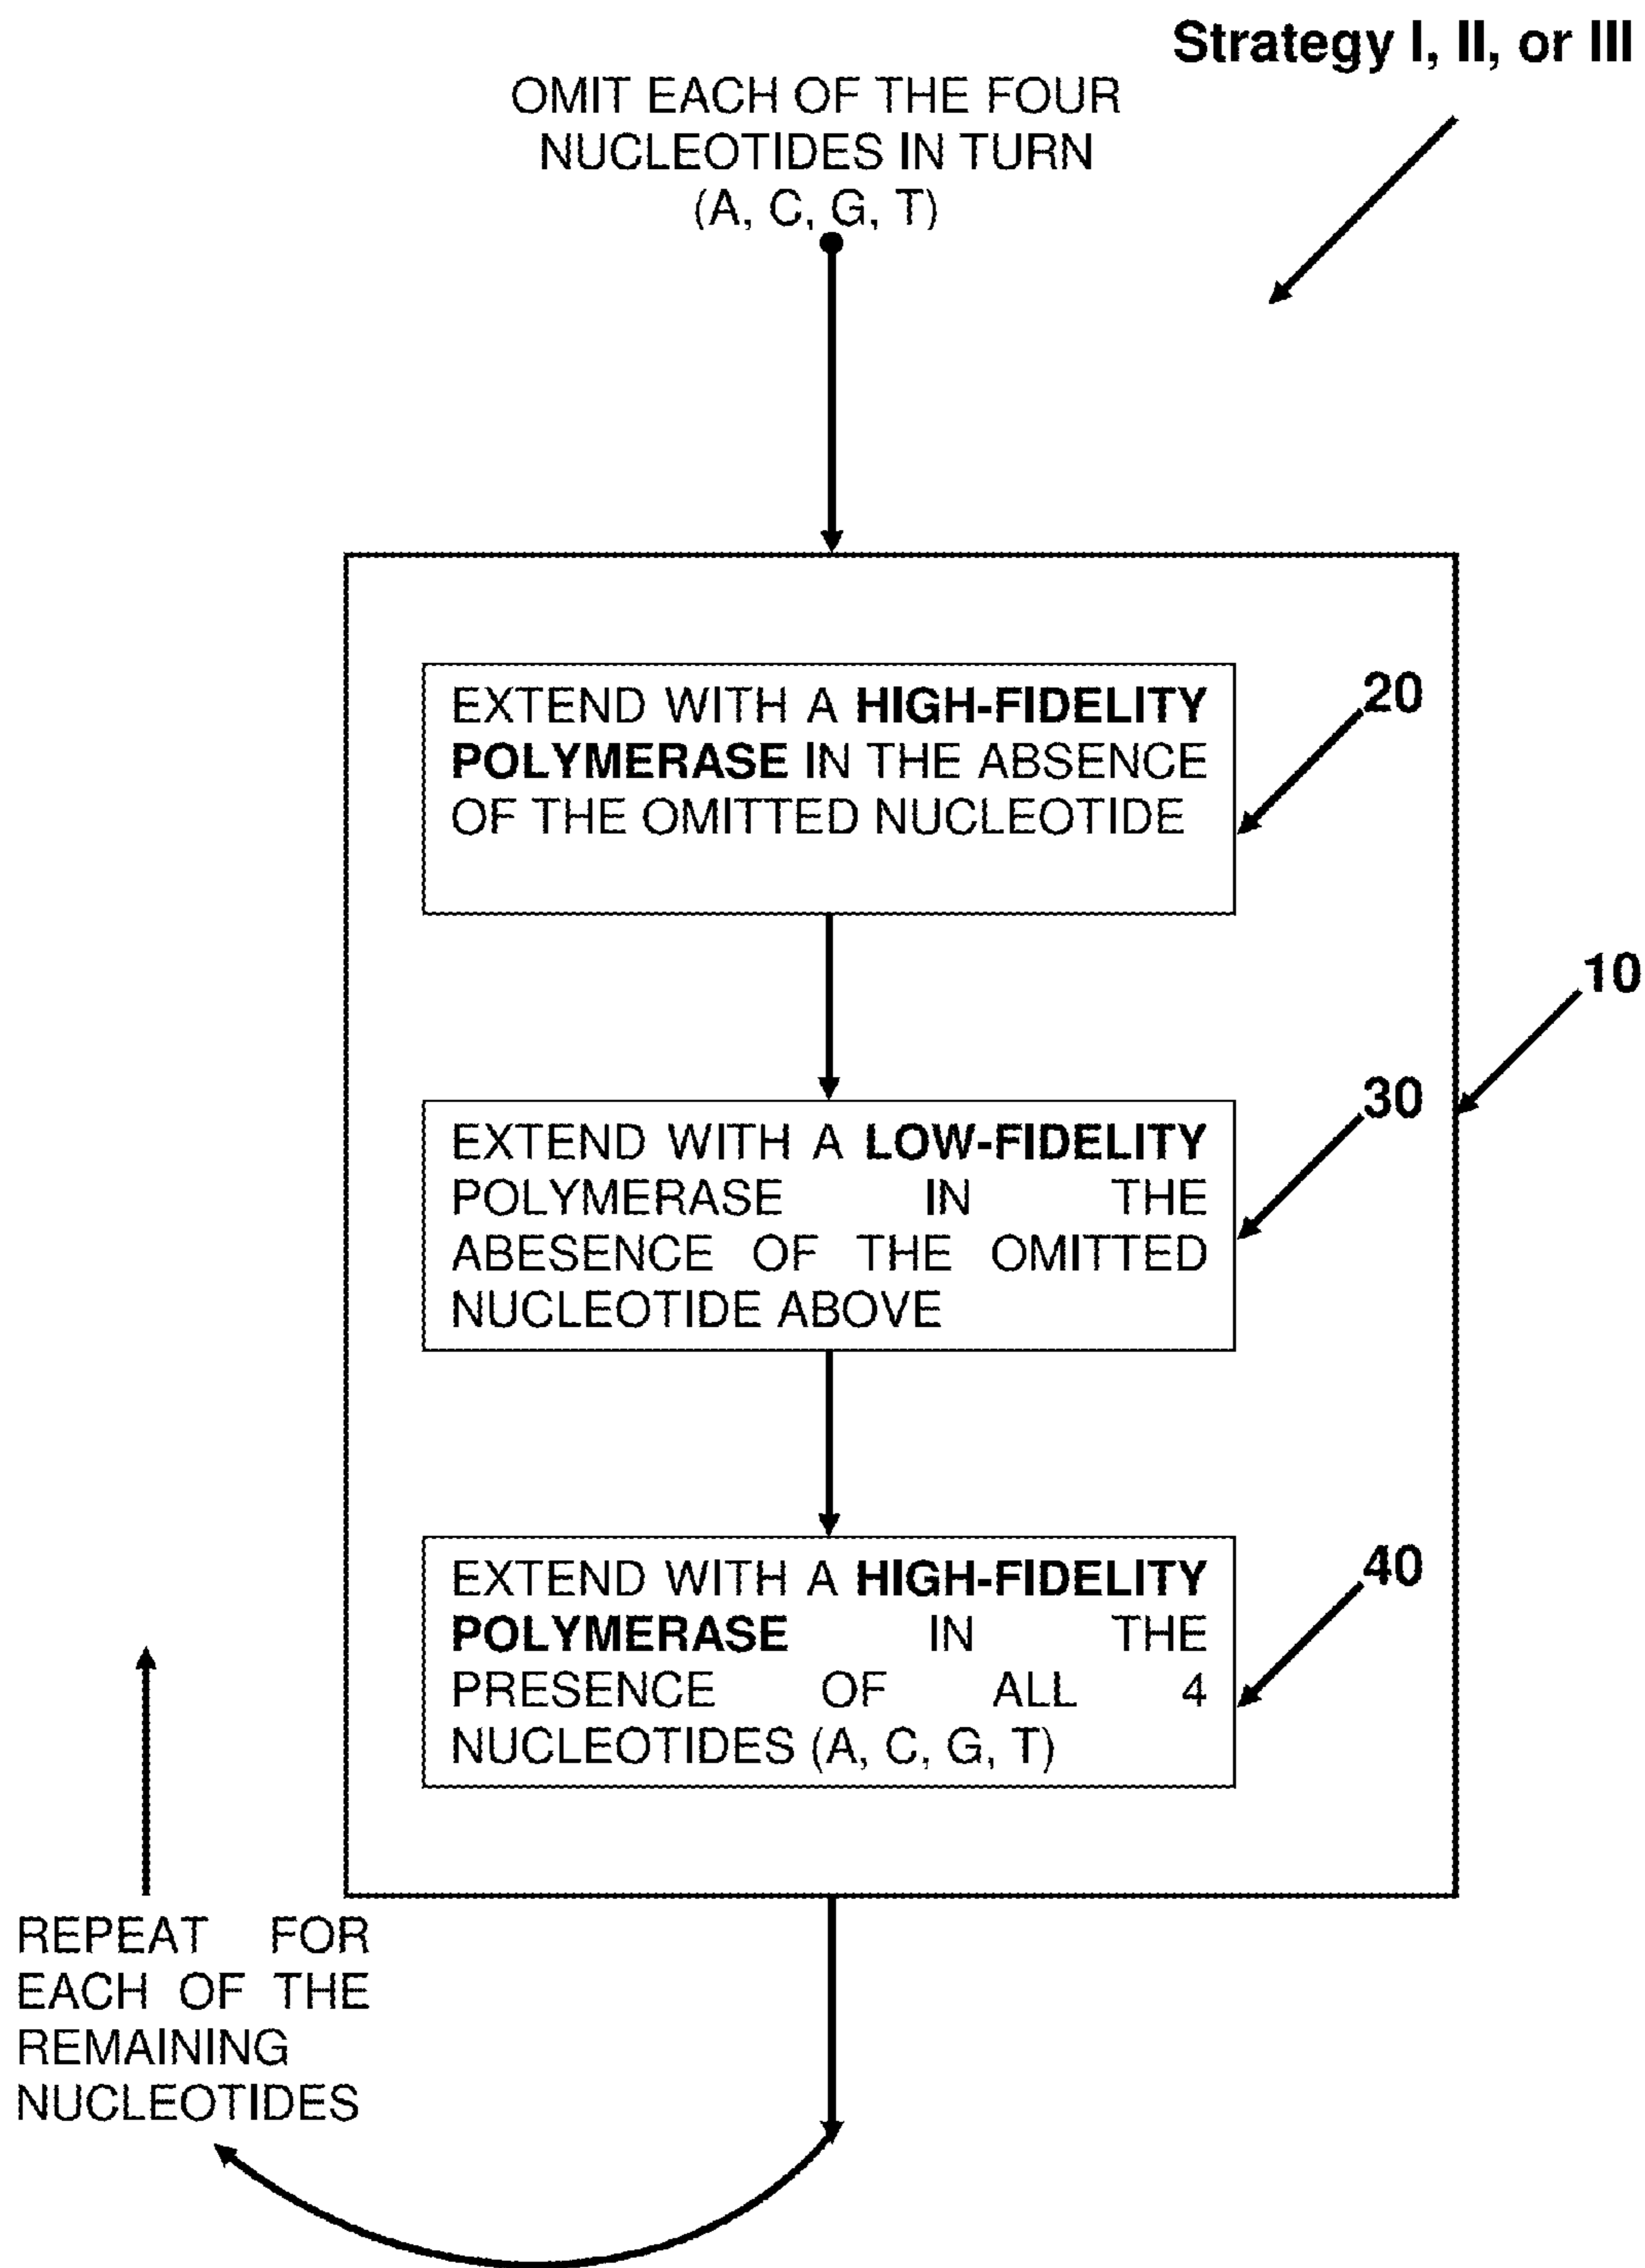 Strategy I, II, or III
OMIT EACH OF THE FOUR
NUCLEOTIDES IN TURN
(A, C, G, T)
EXTEND WITH A HIGH-FIDELITY
POLYMERASE IN THE ABSENCE
OF THE OMITTED NUCLEOTIDE
20
10
EXTEND WITH A LOW-FIDELITY
POLYMERASE IN THE
ABESENCE OF THE OMITTED
NUCLEOTIDE ABOVE
30
EXTEND WITH A HIGH-FIDELITY
POLYMERASE IN THE
PRESENCE OF ALL 4
NUCLEOTIDES (A, C, G, T)
40
REPEAT FOR
EACH OF THE
REMAINING
NUCLEOTIDES